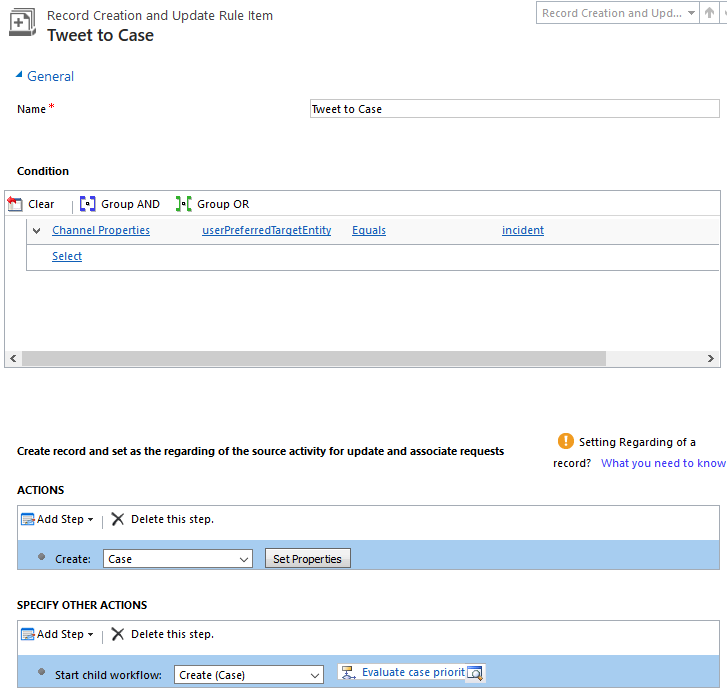 Record Creation and Update Rule Item
Record Creation and Upd...
Tweet to Case
General
Name *
Tweet to Case
Condition
Clear
Group AND
Group OR
Channel Properties userPreferredTargetEntity Equals incident
Select
Setting Regarding of a
record? What you need to know
Create record and set as the regarding of the source activity for update and associate requests
ACTIONS
Add Step Delete this step.
Create: Case Set Properties
SPECIFY OTHER ACTIONS
Add Step Delete this step.
Start child workflow: Create (Case) Evaluate case priorit